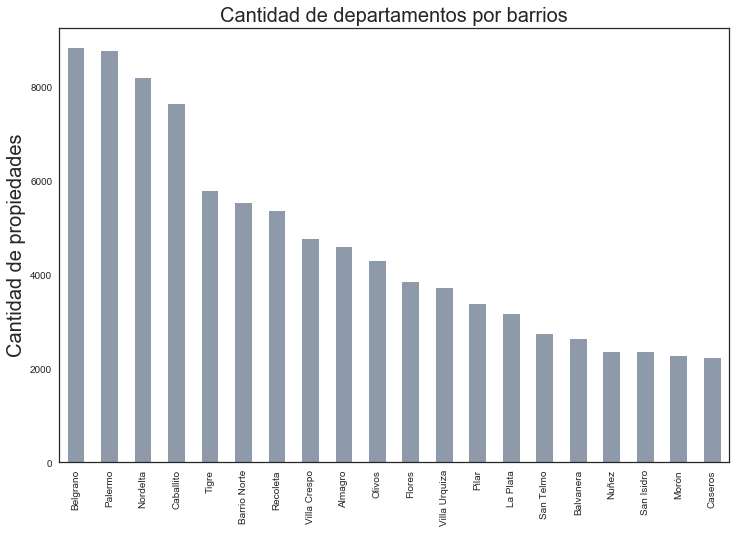 Cantidad de departamentos por barrios
Cantidad de propiedades
8000
6000
4000
2000
0
Belgrano
Palermo
Nordelta
Caballito
Tigre
Barrio Norte
Recoleta
Villa Crespo
Almagro
Olivos
Flores
Villa Urquiza
Pilar
La Plata
San Telmo
Balvanera
Nuñez
San Isidro
Morón
Caseros